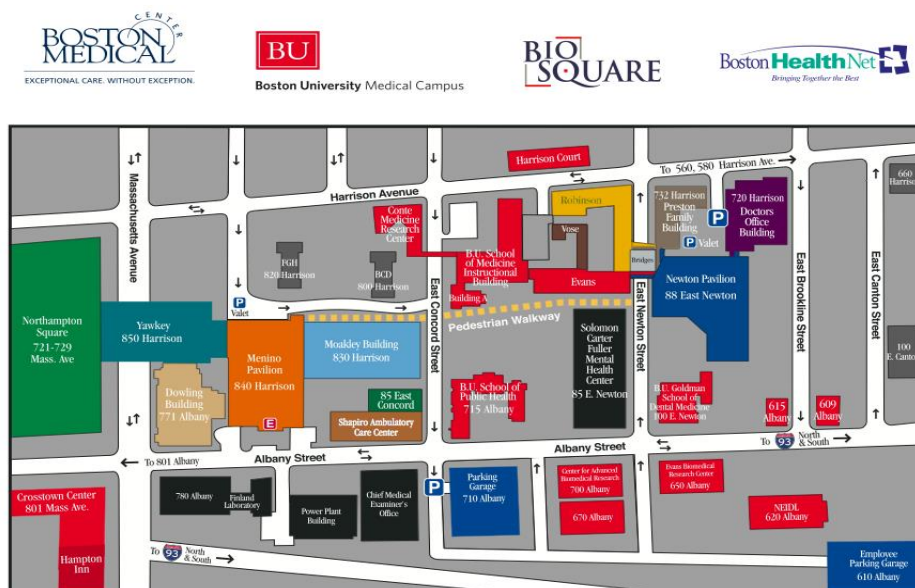 BOSTON
MEDICAL
CENTER
EXCEPTIONAL CARE. WITHOUT EXCEPTION.
BU
Boston University Medical Campus
BIO
SQUARE
Boston HealthNet
Bringing Together the Best
Massachusetts Avenue
Harrison Avenue
Harrison Court
To 560, 580 Harrison Ave.
660
Harrison
Conte
Medicine
Research
Center
Robinson
732 Harrison
Preston
Family
Building
P
P Valet
720 Harrison
Doctors
Office
Building
FGH
820 Harrison
BCD
800 Harrison
B.U. School
of Medicine
Instructional
Building
Building A
Vose
Evans
Bridges
Newton Pavilion
88 East Newton
East Concord Street
East Newton Street
East Brookline Street
East Canton Street
P
Valet
Pedestrian Walkway
Northampton
Square
721-729
Mass. Ave
Yawkey
850 Harrison
Menino
Pavilion
840 Harrison
E
Moakley Building
830 Harrison
Solomon
Carter
Fuller
Mental
Health
Center
85 E. Newton
100
E. Canto
Dowling
Building
771 Albany
85 East
Concord
Shapiro Ambulatory
Care Center
B.U. School of
Public Health
715 Albany
B.U. Goldman
School of
Dental Medicine
100 E. Newton
615
Albany
609
Albany
To 801 Albany
Albany Street
Albany Street
To 93 North
& South
Crosstown Center
801 Mass. Ave.
Hampton
Inn
780 Albany
Finland
Laboratory
Power Plant
Building
Chief Medical
Examiner's
Office
P
Parking
Garage
710 Albany
Center for Advanced
Biomedical Research
700 Albany
670 Albany
Evans Biomedical
Research Center
650 Albany
NEIDL
620 Albany
To 93 North
& South
Employee
Parking Garage
610 Albany